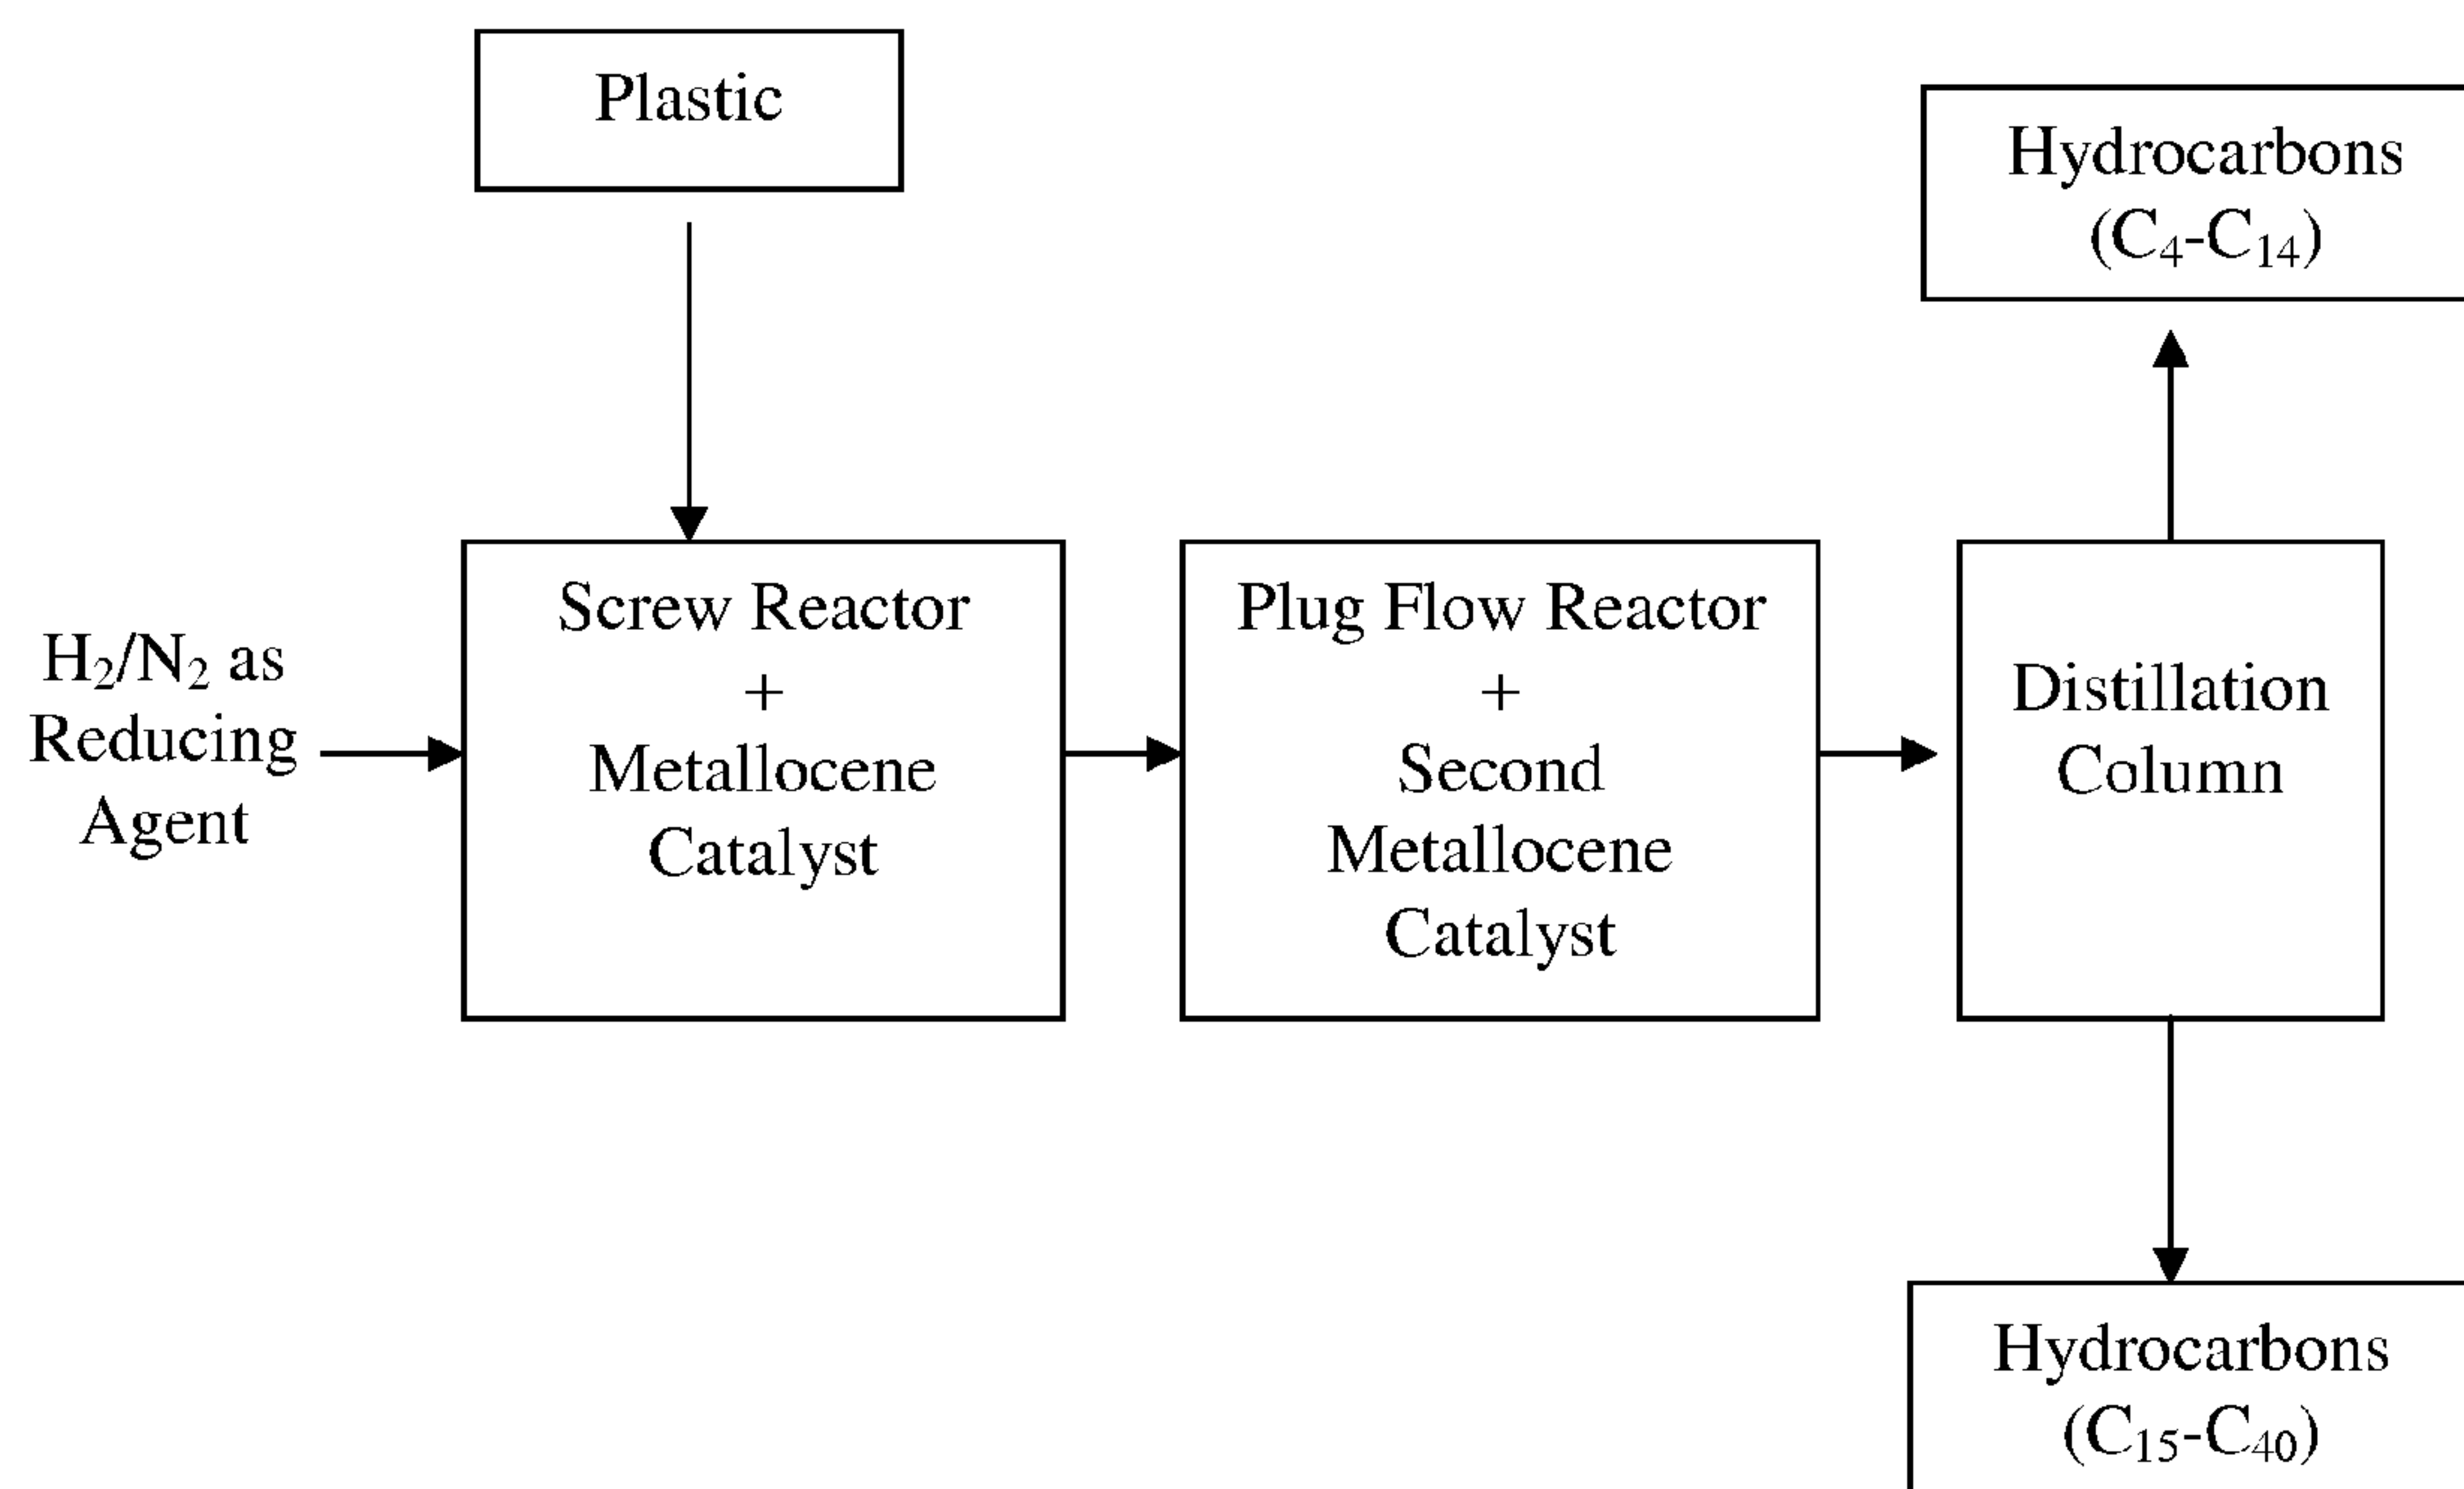 Plastic
Hydrocarbons
(C₄-C₁₄)
H₂/N₂ as
Reducing
Agent
Screw Reactor
+
Metallocene
Catalyst
Plug Flow Reactor
+
Second
Metallocene
Catalyst
Distillation
Column
Hydrocarbons
(C₁₅-C₄₀)